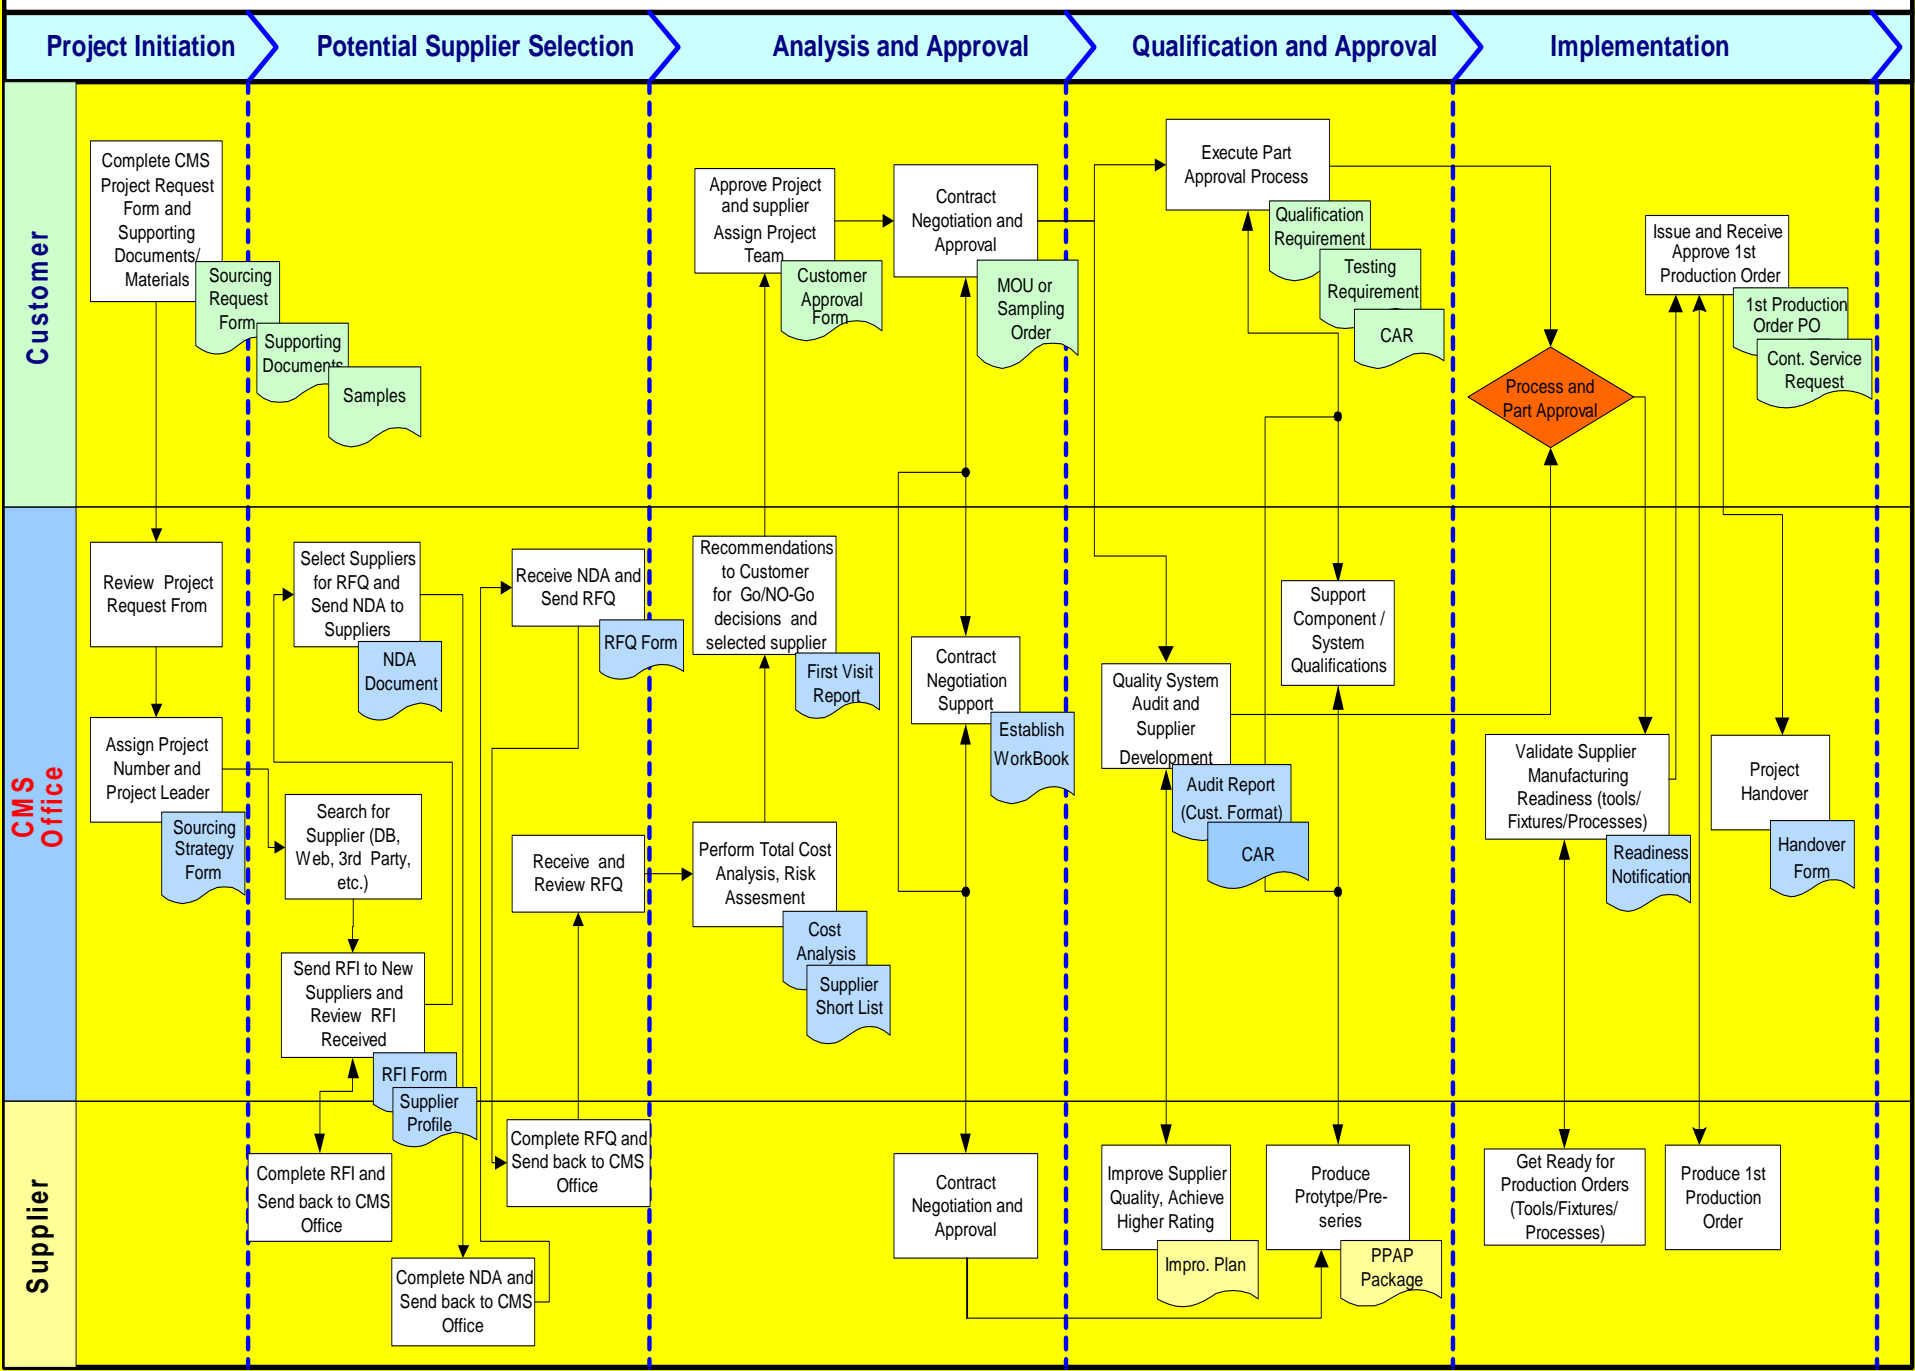 Project Initiation
Potential Supplier Selection
Analysis and Approval
Qualification and Approval
Implementation
Customer
Complete CMS
Project Request
Form and
Supporting
Documents/
Materials
Sourcing
Request
Form
Supporting
Documents
Samples
Approve Project
and supplier
Assign Project
Team
Customer
Approval
Form
Contract
Negotiation and
Approval
MOU or
Sampling
Order
Execute Part
Approval Process
Qualification
Requirement
Testing
Requirement
CAR
Process and
Part Approval
Issue and Receive
Approve 1st
Production Order
1st Production
Order PO
Cont. Service
Request
CMS
Office
Review Project
Request From
Assign Project
Number and
Project Leader
Sourcing
Strategy
Form
Select Suppliers
for RFQ and
Send NDA to
Suppliers
NDA
Document
Search for
Supplier (DB,
Web, 3rd Party,
etc.)
Send RFI to New
Suppliers and
Review RFI
Received
RFI Form
Supplier
Profile
Receive NDA and
Send RFQ
RFQ Form
Receive and
Review RFQ
Recommendations
to Customer
for Go/NO-Go
decisions and
selected supplier
First Visit
Report
Perform Total Cost
Analysis, Risk
Assesment
Cost
Analysis
Supplier
Short List
Contract
Negotiation
Support
Establish
WorkBook
Quality System
Audit and
Supplier
Development
Audit Report
(Cust. Format)
CAR
Support
Component /
System
Qualifications
Validate Supplier
Manufacturing
Readiness (tools/
Fixtures/Processes)
Readiness
Notification
Project
Handover
Handover
Form
Supplier
Complete RFI and
Send back to CMS
Office
Complete NDA and
Send back to CMS
Office
Complete RFQ and
Send back to CMS
Office
Contract
Negotiation and
Approval
Improve Supplier
Quality, Achieve
Higher Rating
Impro. Plan
Produce
Protytpe/Pre-
series
PPAP
Package
Get Ready for
Production Orders
(Tools/Fixtures/
Processes)
Produce 1st
Production
Order